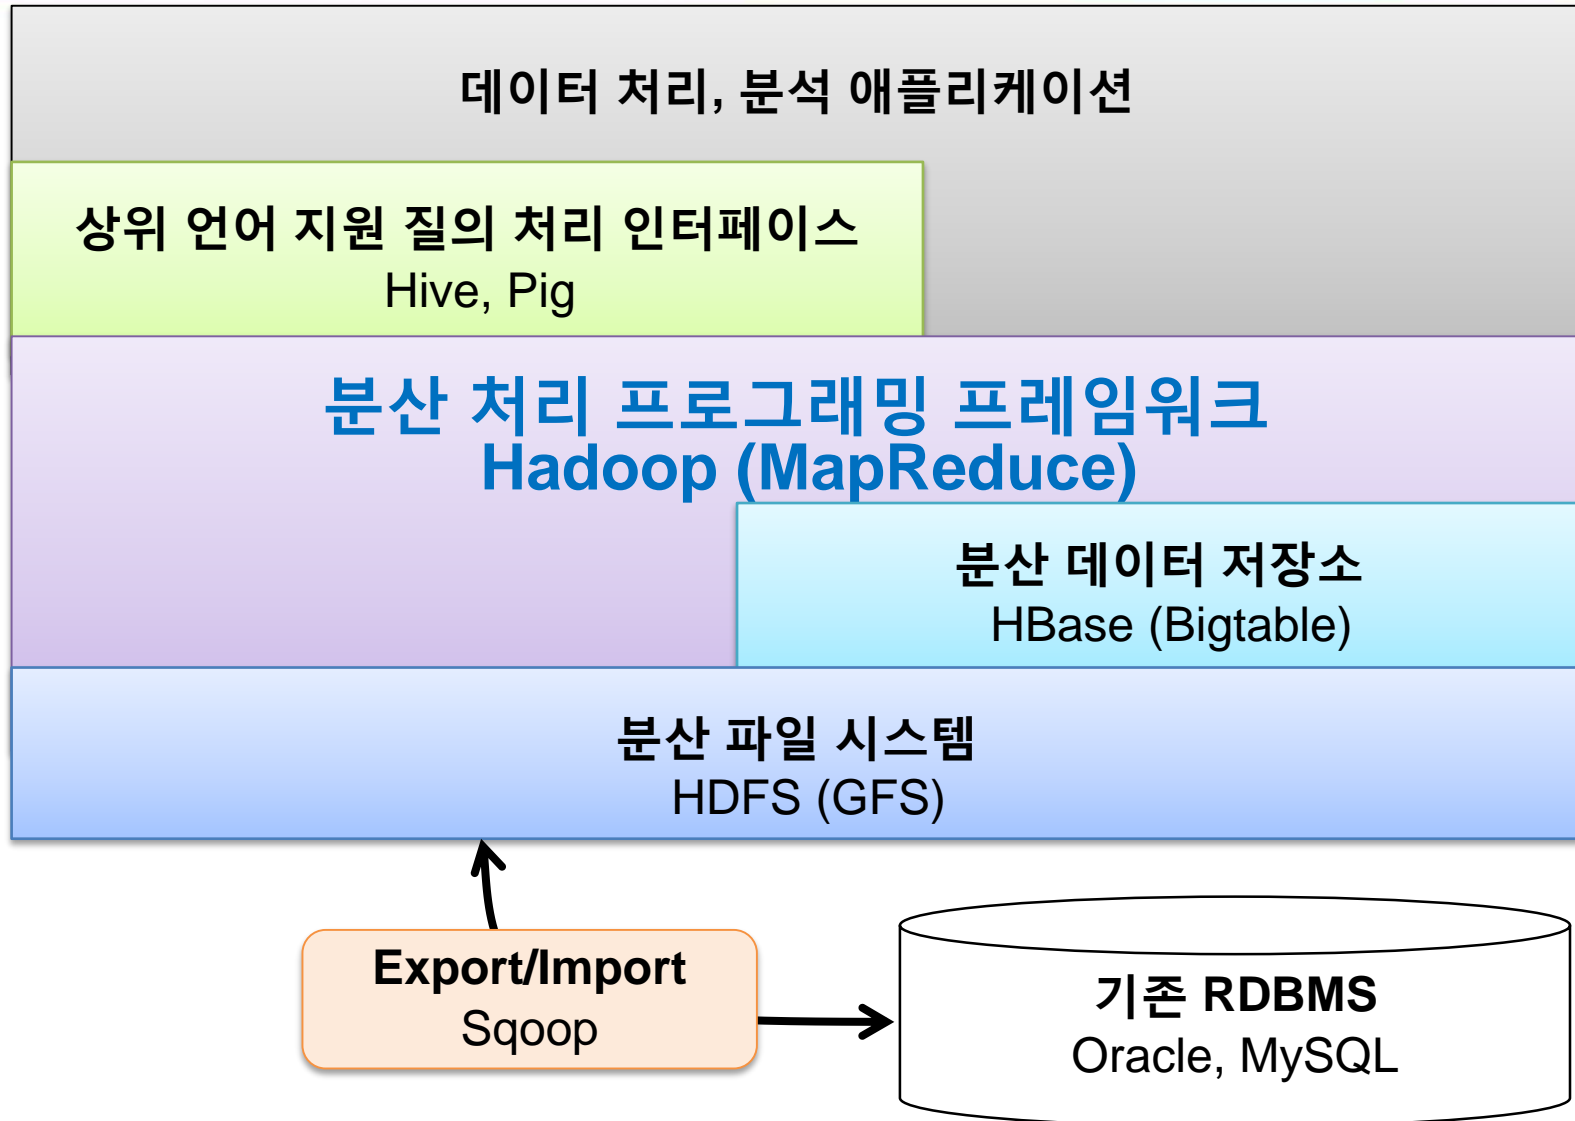 데이터 처리, 분석 애플리케이션
상위 언어 지원 질의 처리 인터페이스
Hive, Pig
분산 처리 프로그래밍 프레임워크
Hadoop (MapReduce)
분산 데이터 저장소
HBase (Bigtable)
분산 파일 시스템
HDFS (GFS)
Export/Import
Sqoop
기존 RDBMS
Oracle, MySQL